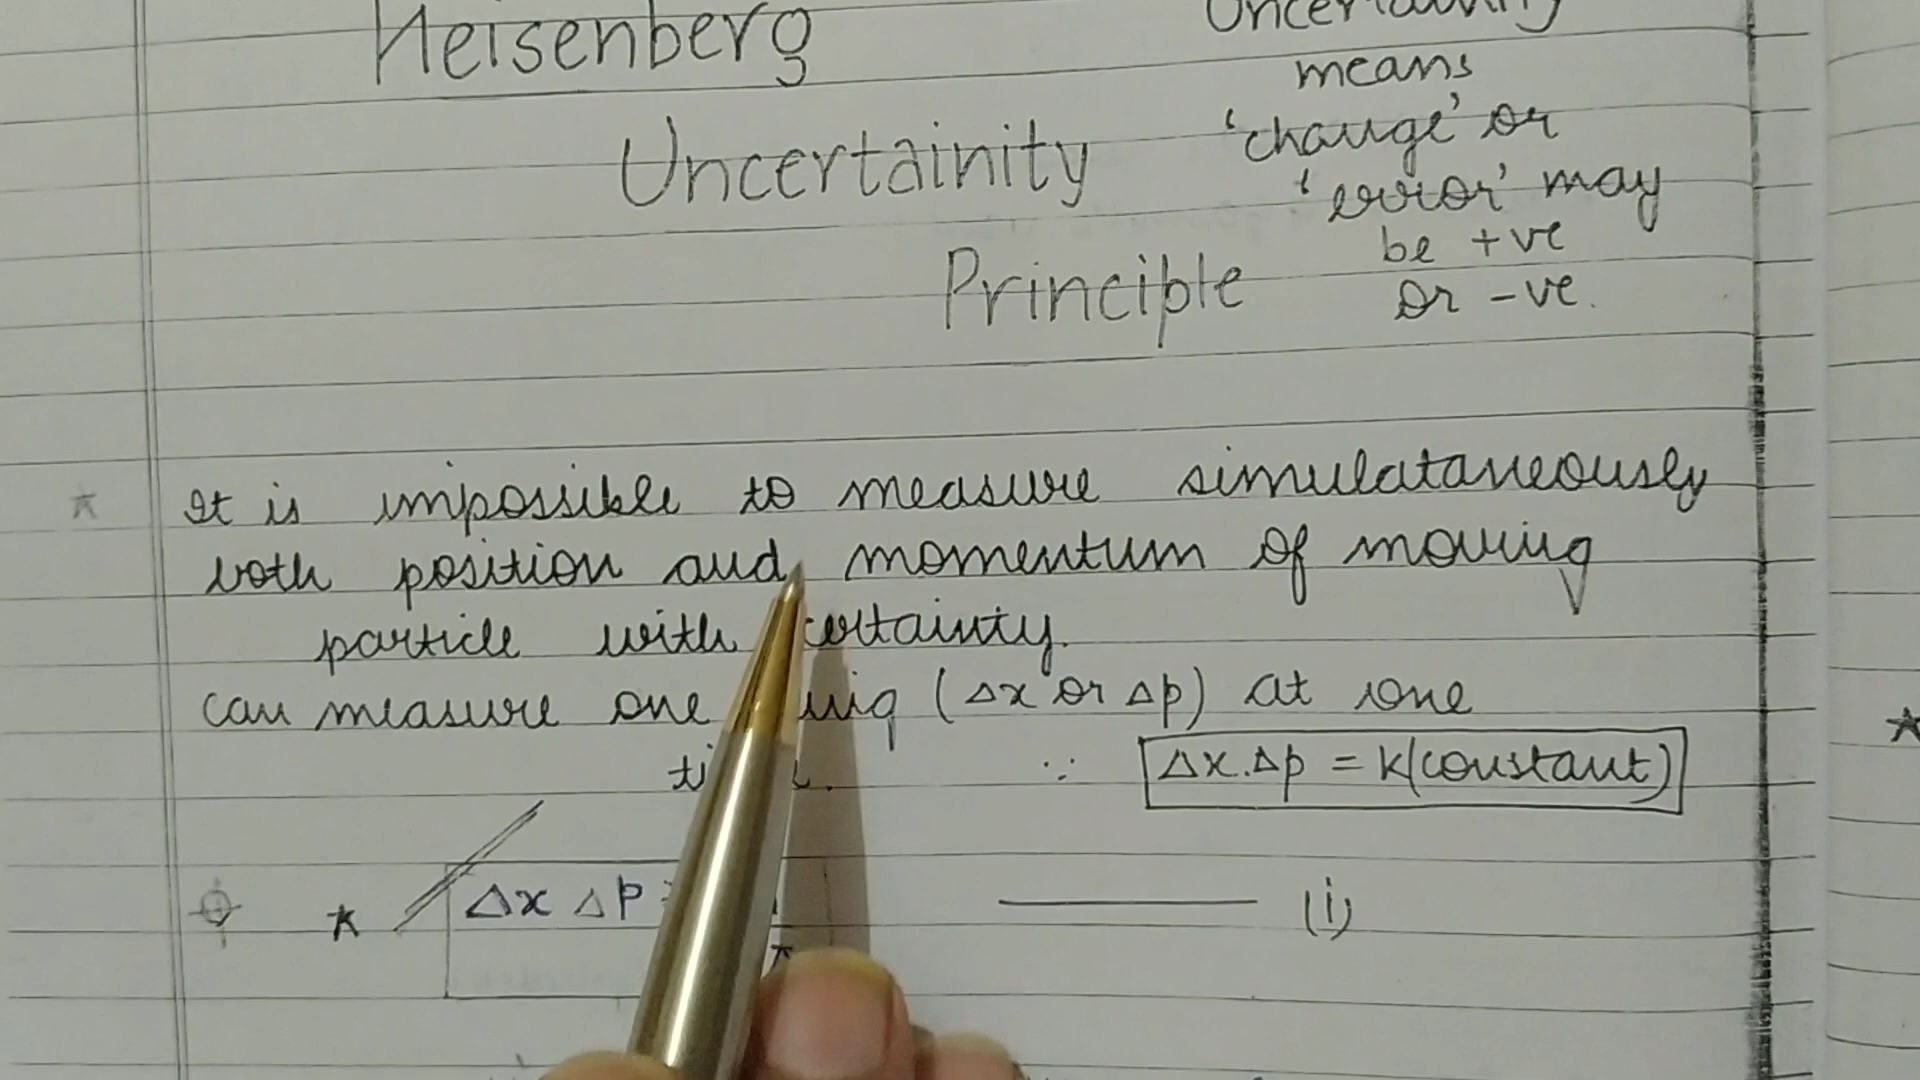 Heisenberg
Uncertainity
Principle
Uncertainity
means
'change' or
'error' may
be +ve
or -ve.
It is impossible to measure simulataneously
both position and momentum of moving
particle with certainty.
can measure one (Δx or Δp) at one
∵ Δx.Δp = K(constant)
Δx Δp
(i)